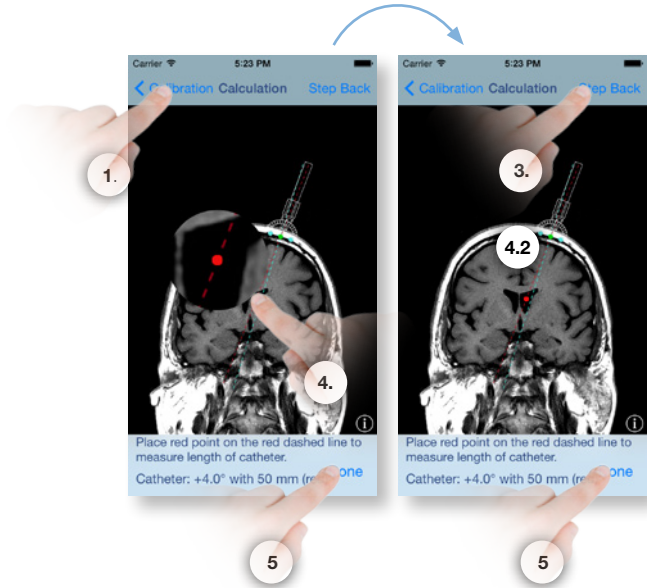 Carrier 5:23 PM
Calibration Calculation Step Back
1.
4.
Place red point on the red dashed line to
measure length of catheter.
Catheter: +4.0° with 50 mm (re
one
5
Carrier 5:23 PM
Calibration Calculation Step Back
3.
4.2
Place red point on the red dashed line to
measure length of catheter.
Catheter: +4.0° with 50 mm (re
one
5